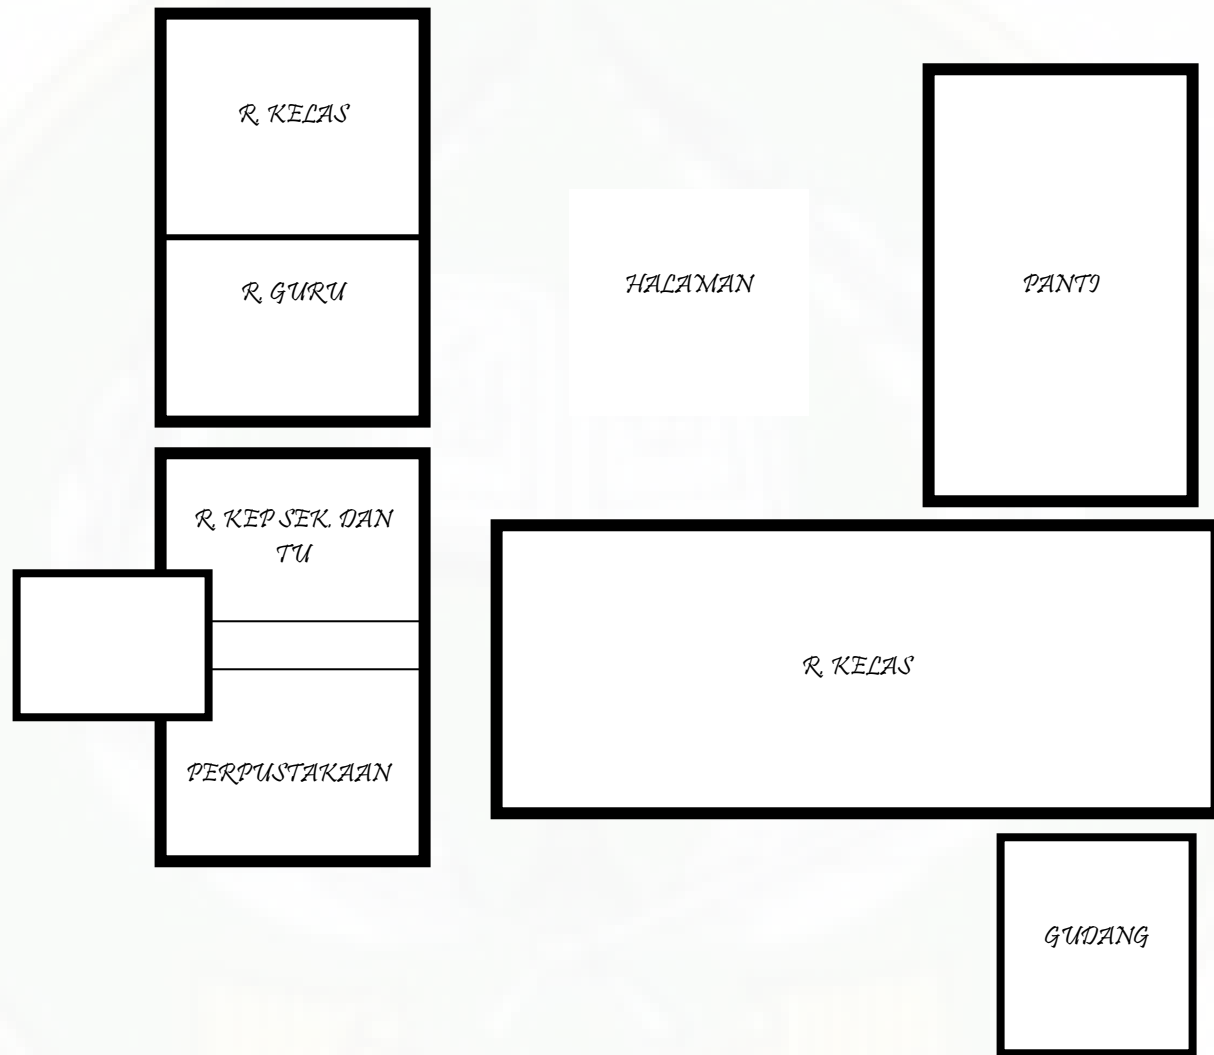 R. KELAS
R. GURU
HALAMAN
PANTI
R. KEP SEK. DAN
TU
R. KELAS
PERPUSTAKAAN
GUDANG